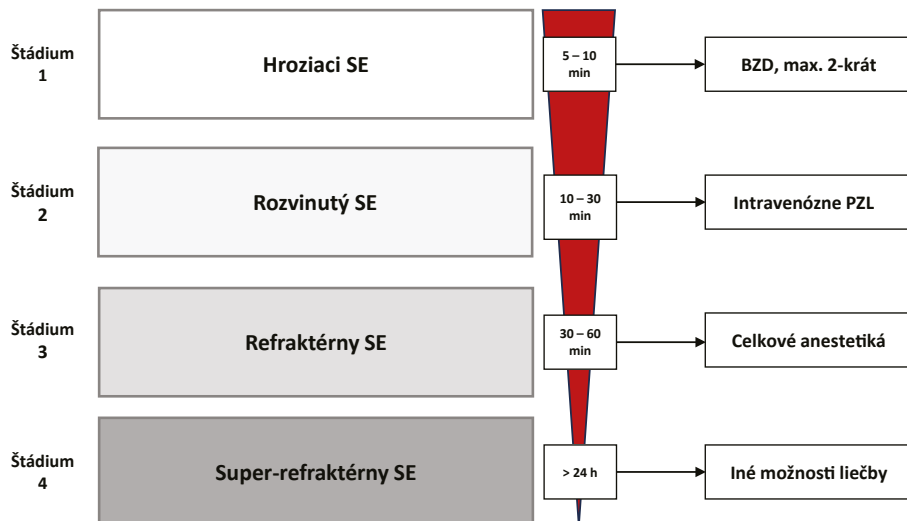 Štádium
1
Hroziaci SE
5 – 10
min
BZD, max. 2-krát
Štádium
2
Rozvinutý SE
10 – 30
min
Intravenózne PZL
Štádium
3
Refraktérny SE
30 – 60
min
Celkové anestetiká
Štádium
4
Super-refraktérny SE
> 24 h
Iné možnosti liečby